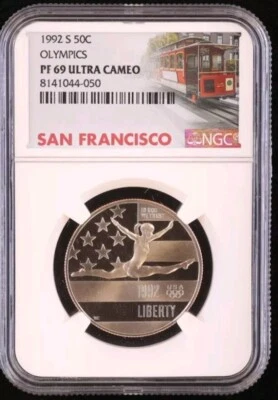 1992 S 50C
OLYMPICS
PF 69 ULTRA CAMEO
8141044-050
SAN FRANCISCO
NGC
IN GOD
WE TRUST
1992 USA
LIBERTY